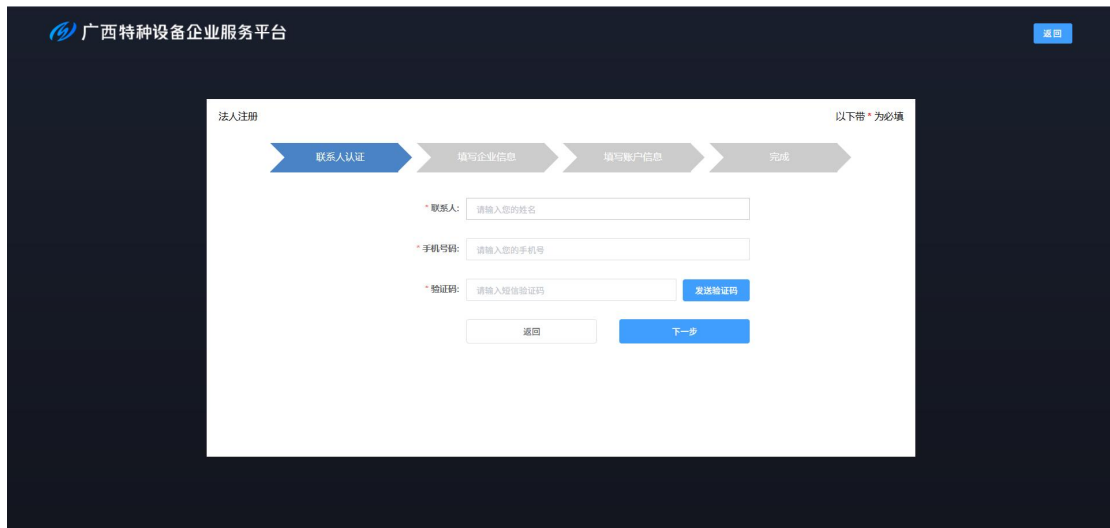 广西特种设备企业服务平台
返回
法人注册
以下带 * 为必填
联系人认证
填写企业信息
填写账户信息
完成
* 联系人: 请输入您的姓名
* 手机号码: 请输入您的手机号
* 验证码: 请输入短信验证码 发送验证码
返回 下一步